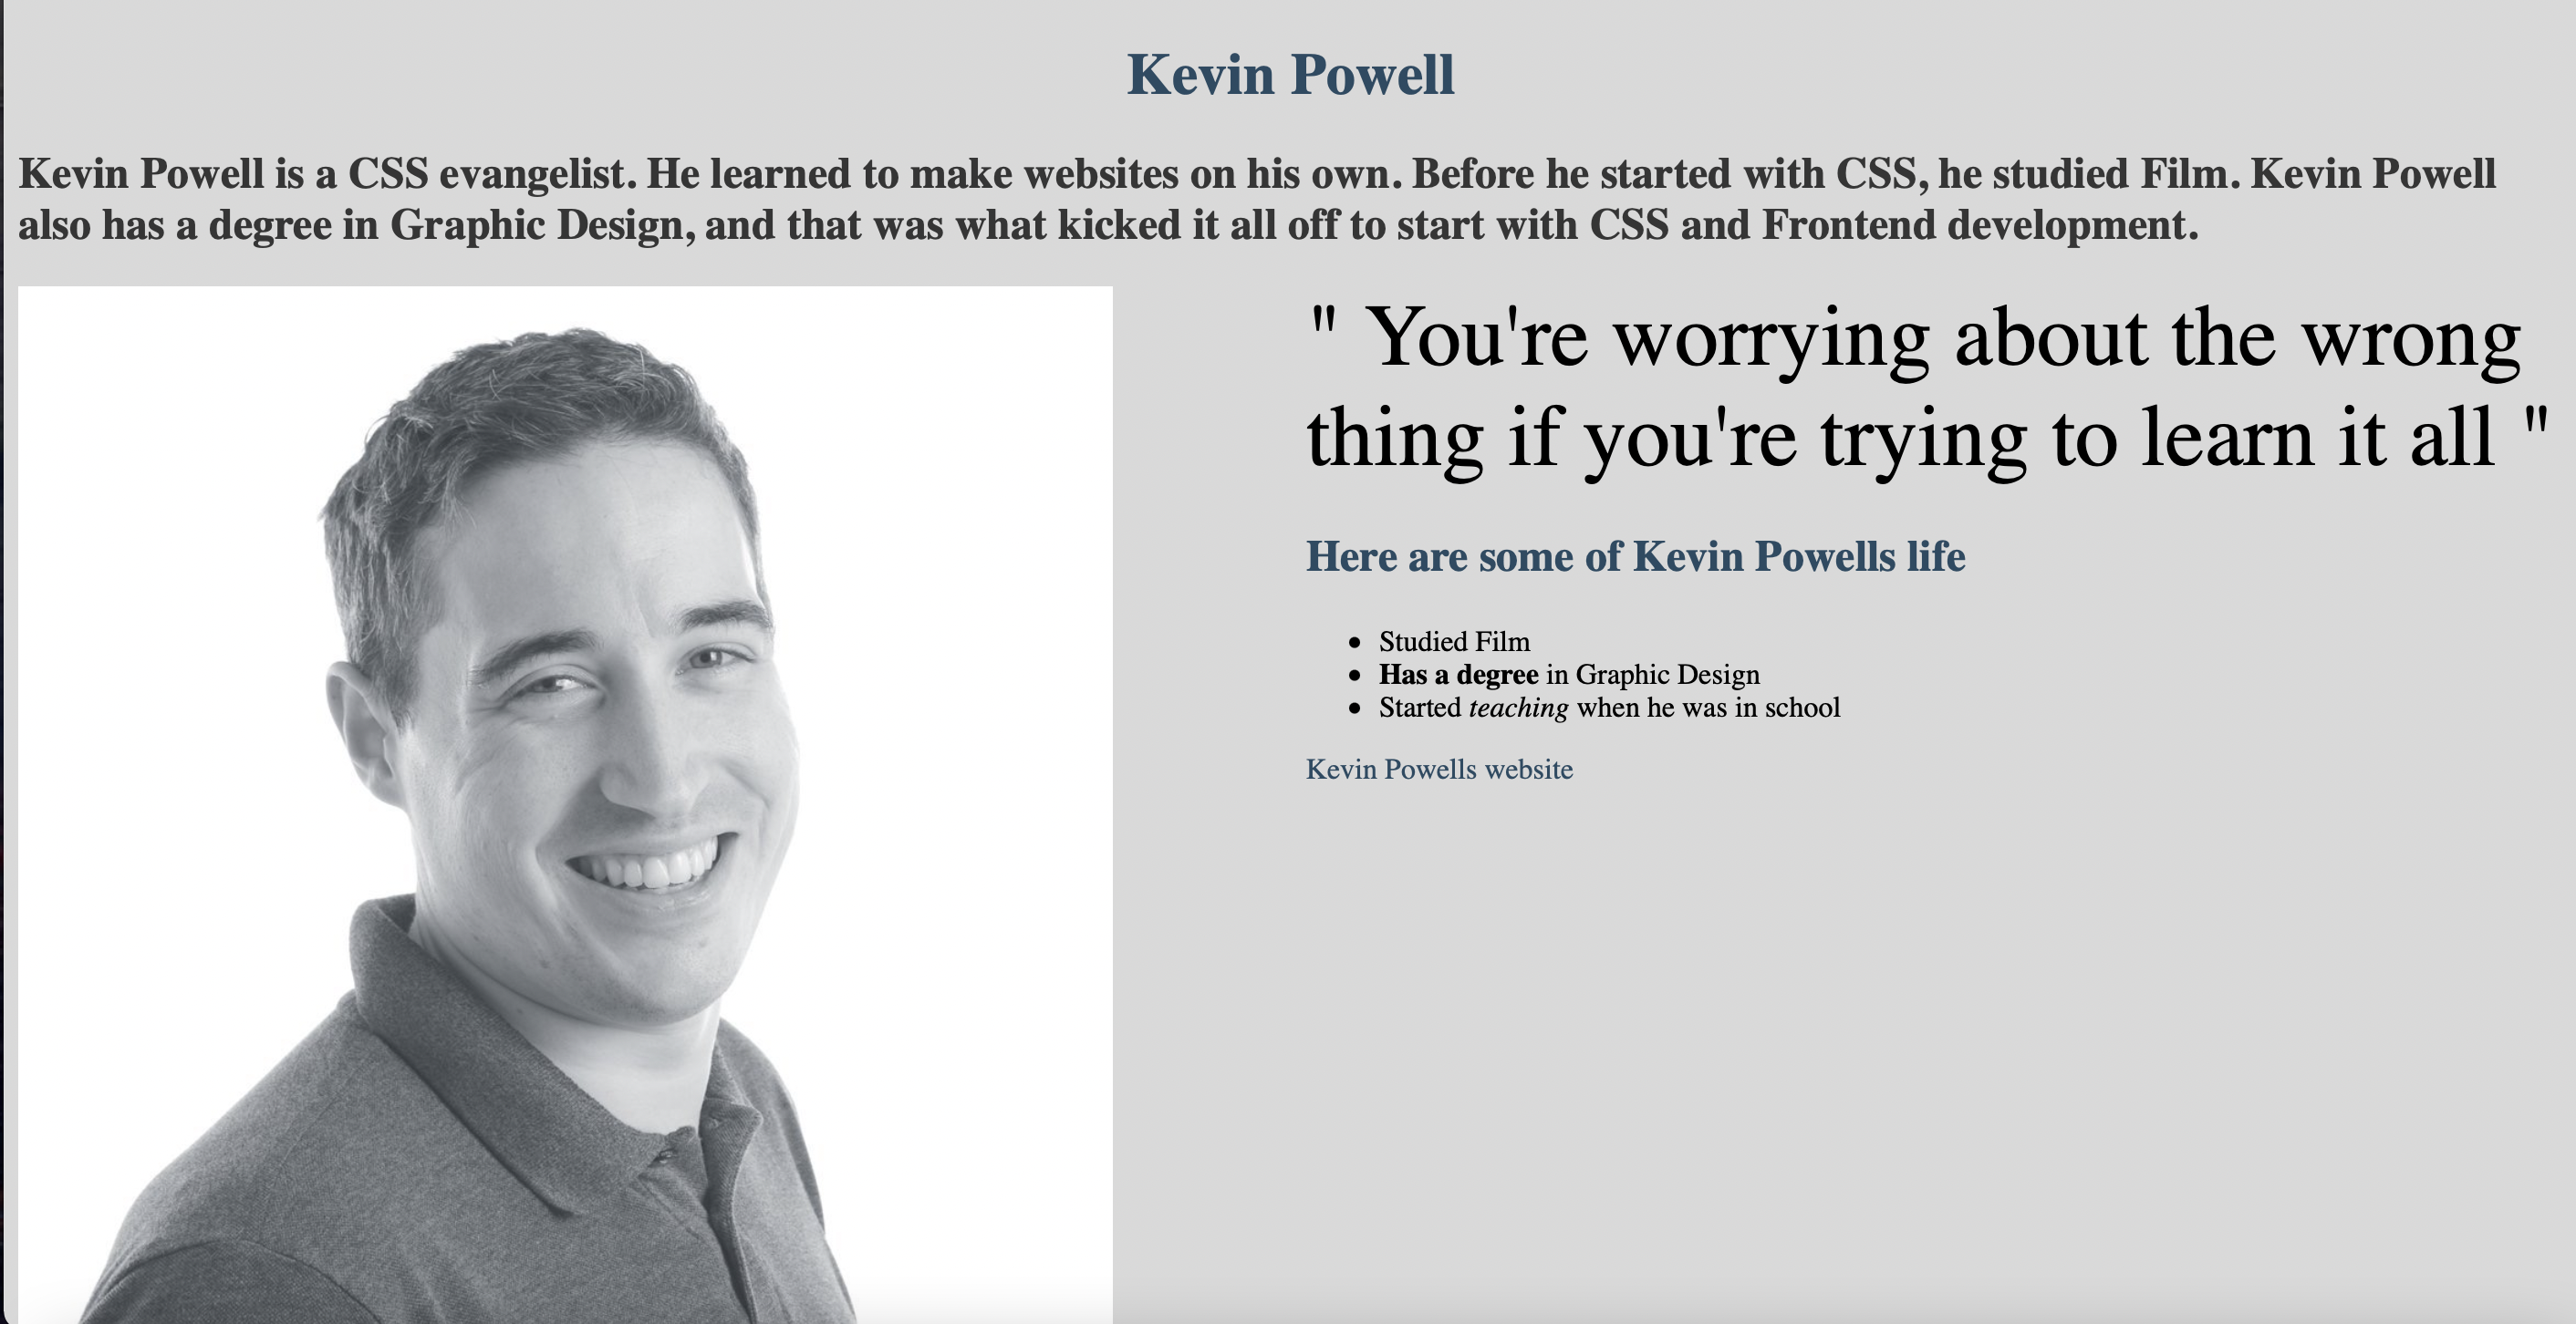 Kevin Powell
Kevin Powell is a CSS evangelist. He learned to make websites on his own. Before he started with CSS, he studied Film. Kevin Powell
also has a degree in Graphic Design, and that was what kicked it all off to start with CSS and Frontend development.
" You're worrying about the wrong
thing if you're trying to learn it all "
Here are some of Kevin Powells life
• Studied Film
• Has a degree in Graphic Design
• Started teaching when he was in school
Kevin Powells website